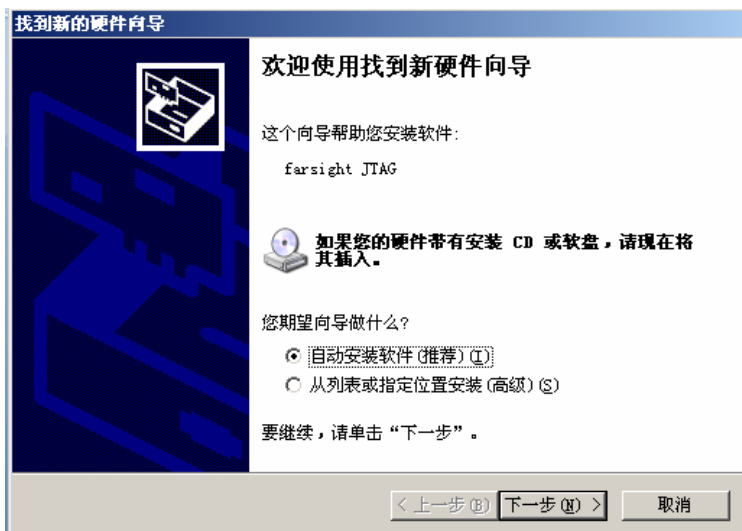 找到新的硬件向导
欢迎使用找到新硬件向导
这个向导帮助您安装软件:
farsight JTAG
如果您的硬件带有安装 CD 或软盘，请现在将
其插入。
您期望向导做什么?
自动安装软件(推荐)(I)
从列表或指定位置安装(高级)(S)
要继续，请单击“下一步”。
< 上一步(B)
下一步(N) >
取消